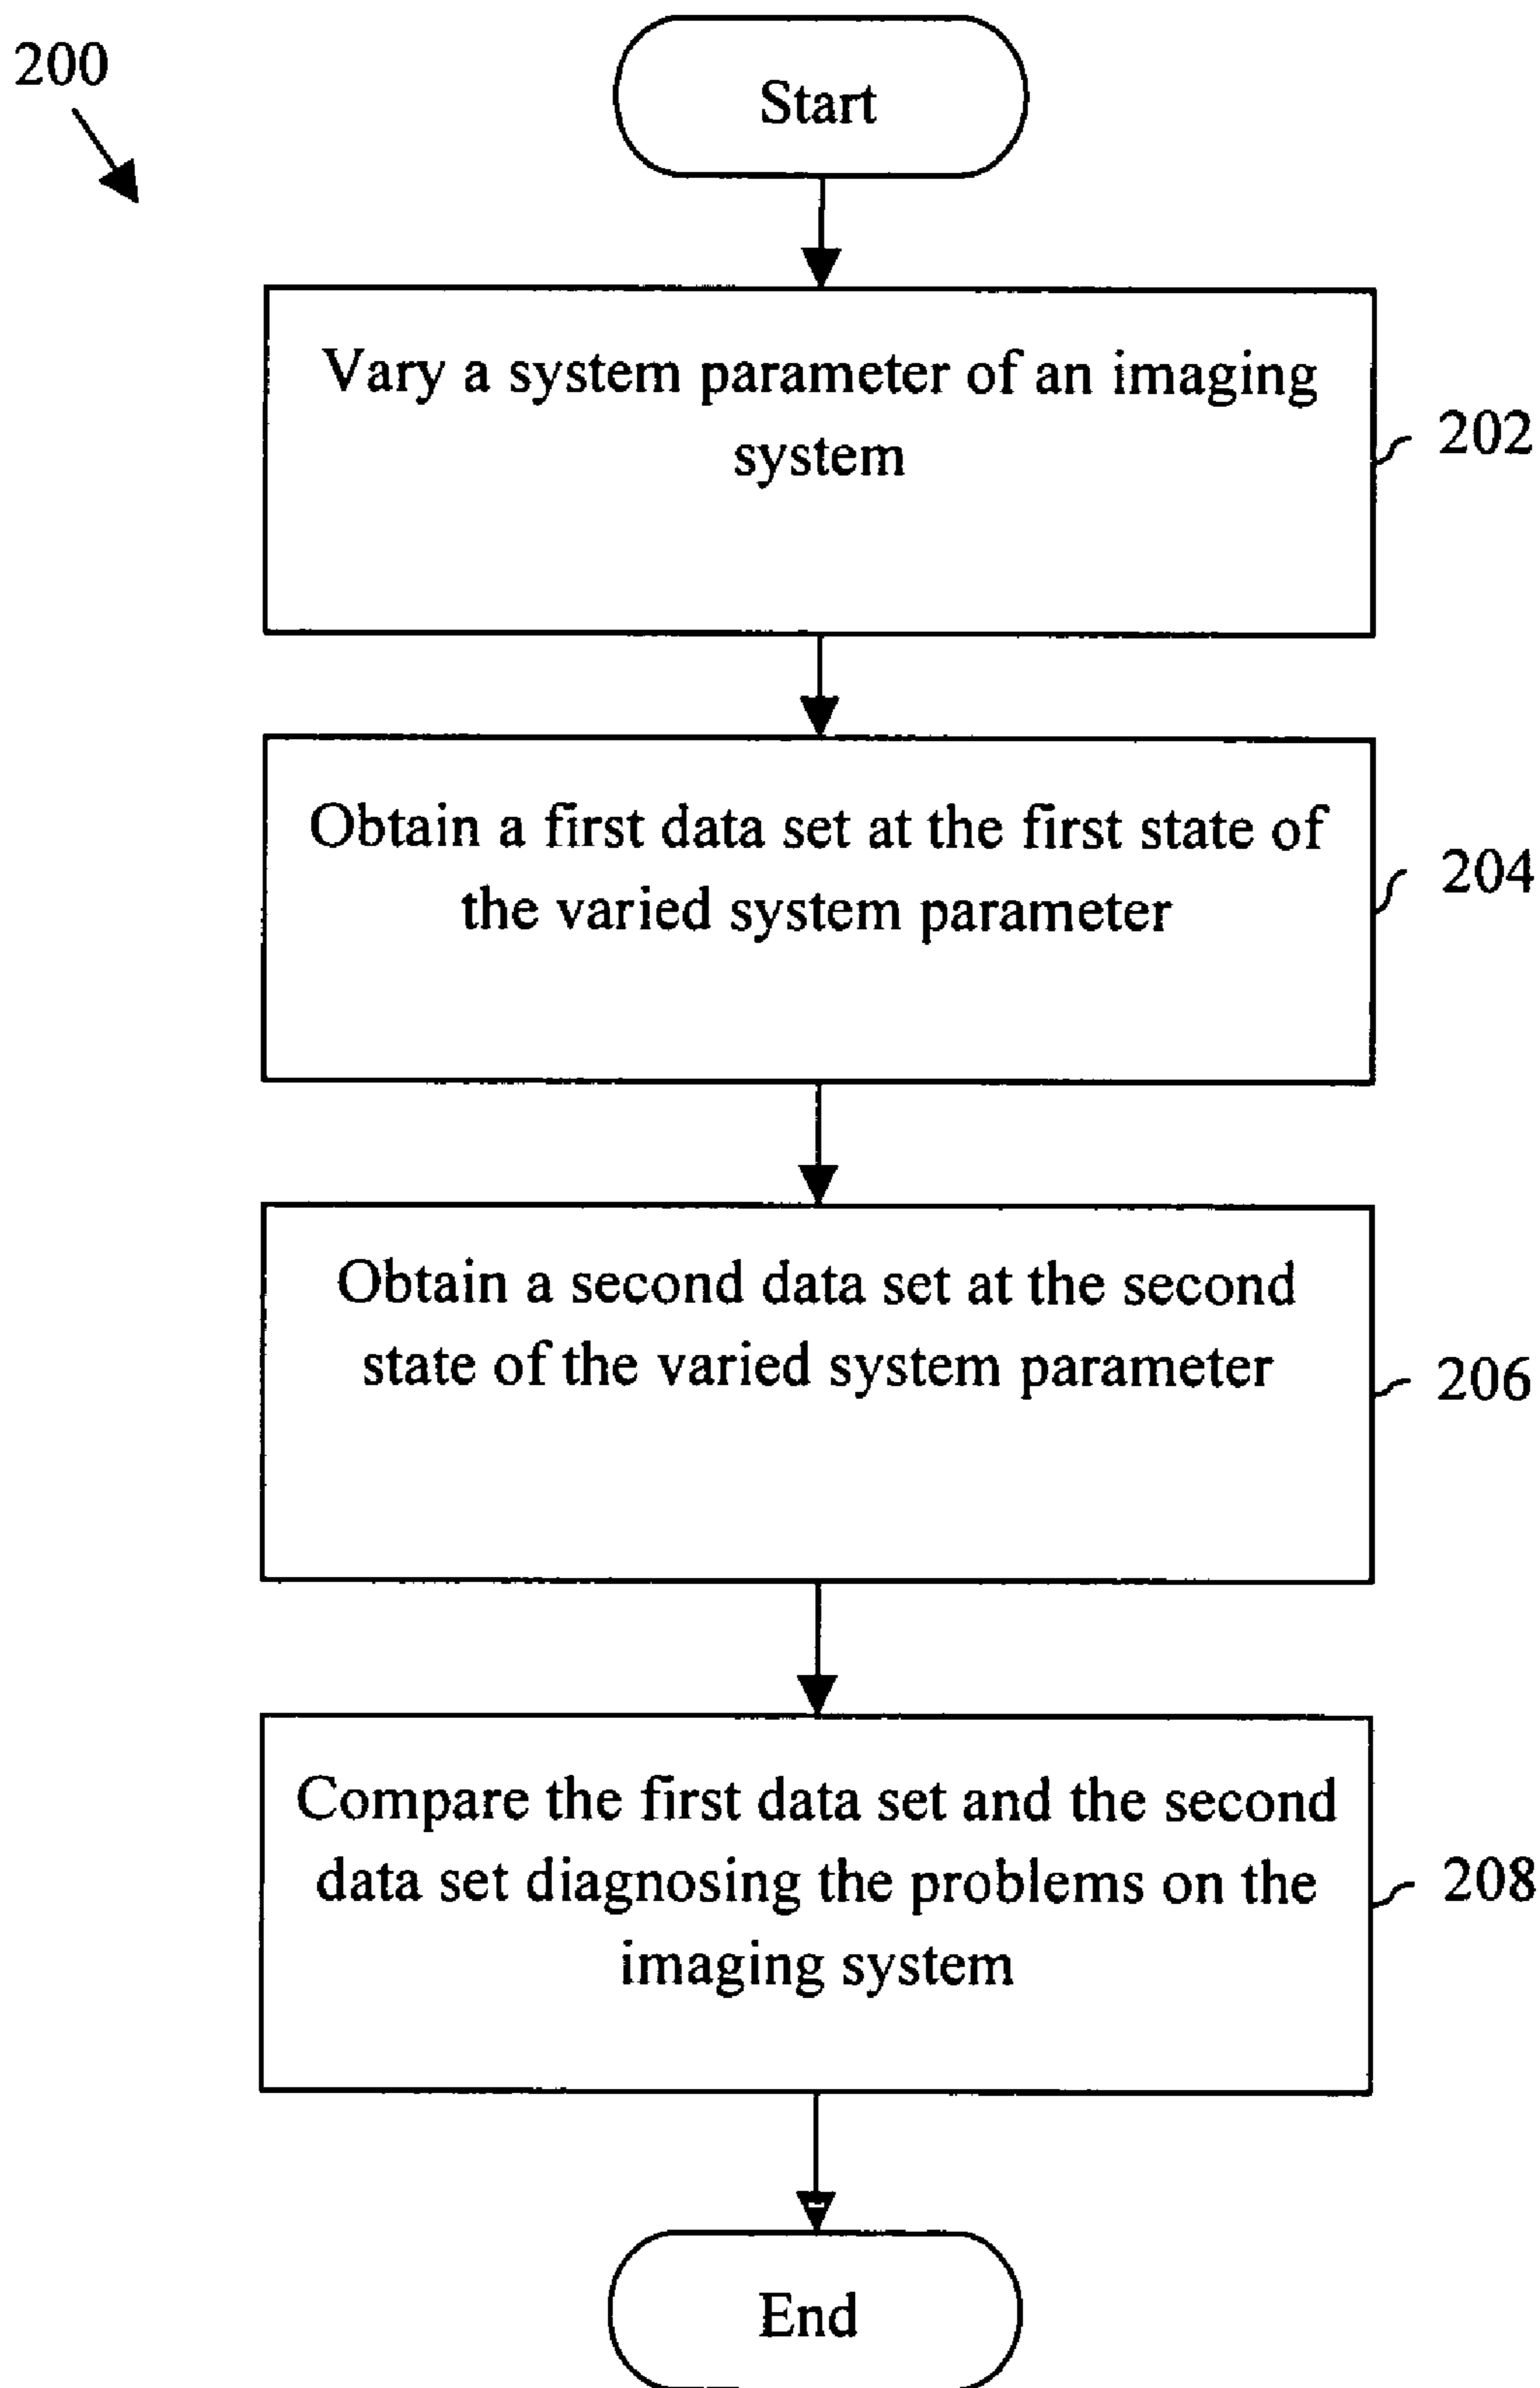 200
Start
Vary a system parameter of an imaging
system
202
Obtain a first data set at the first state of
the varied system parameter
204
Obtain a second data set at the second
state of the varied system parameter
206
Compare the first data set and the second
data set diagnosing the problems on the
imaging system
208
End